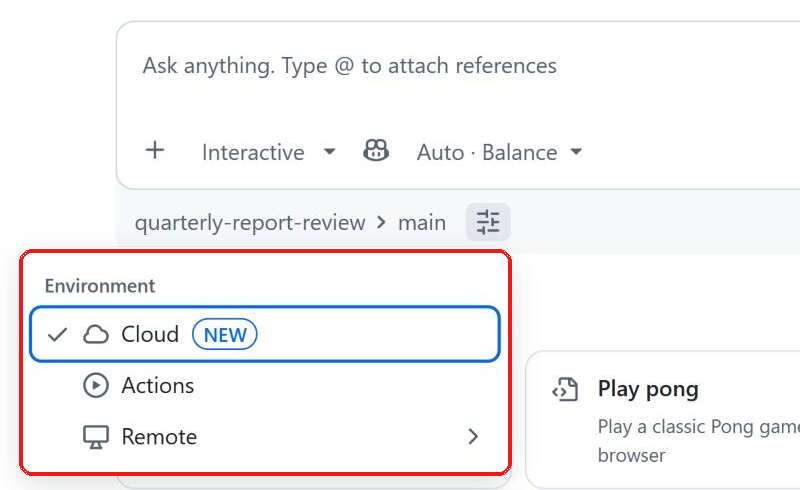 Ask anything. Type @ to attach references
Interactive
Auto · Balance
quarterly-report-review > main
Environment
Cloud NEW
Actions
Remote
Play pong
Play a classic Pong game
browser